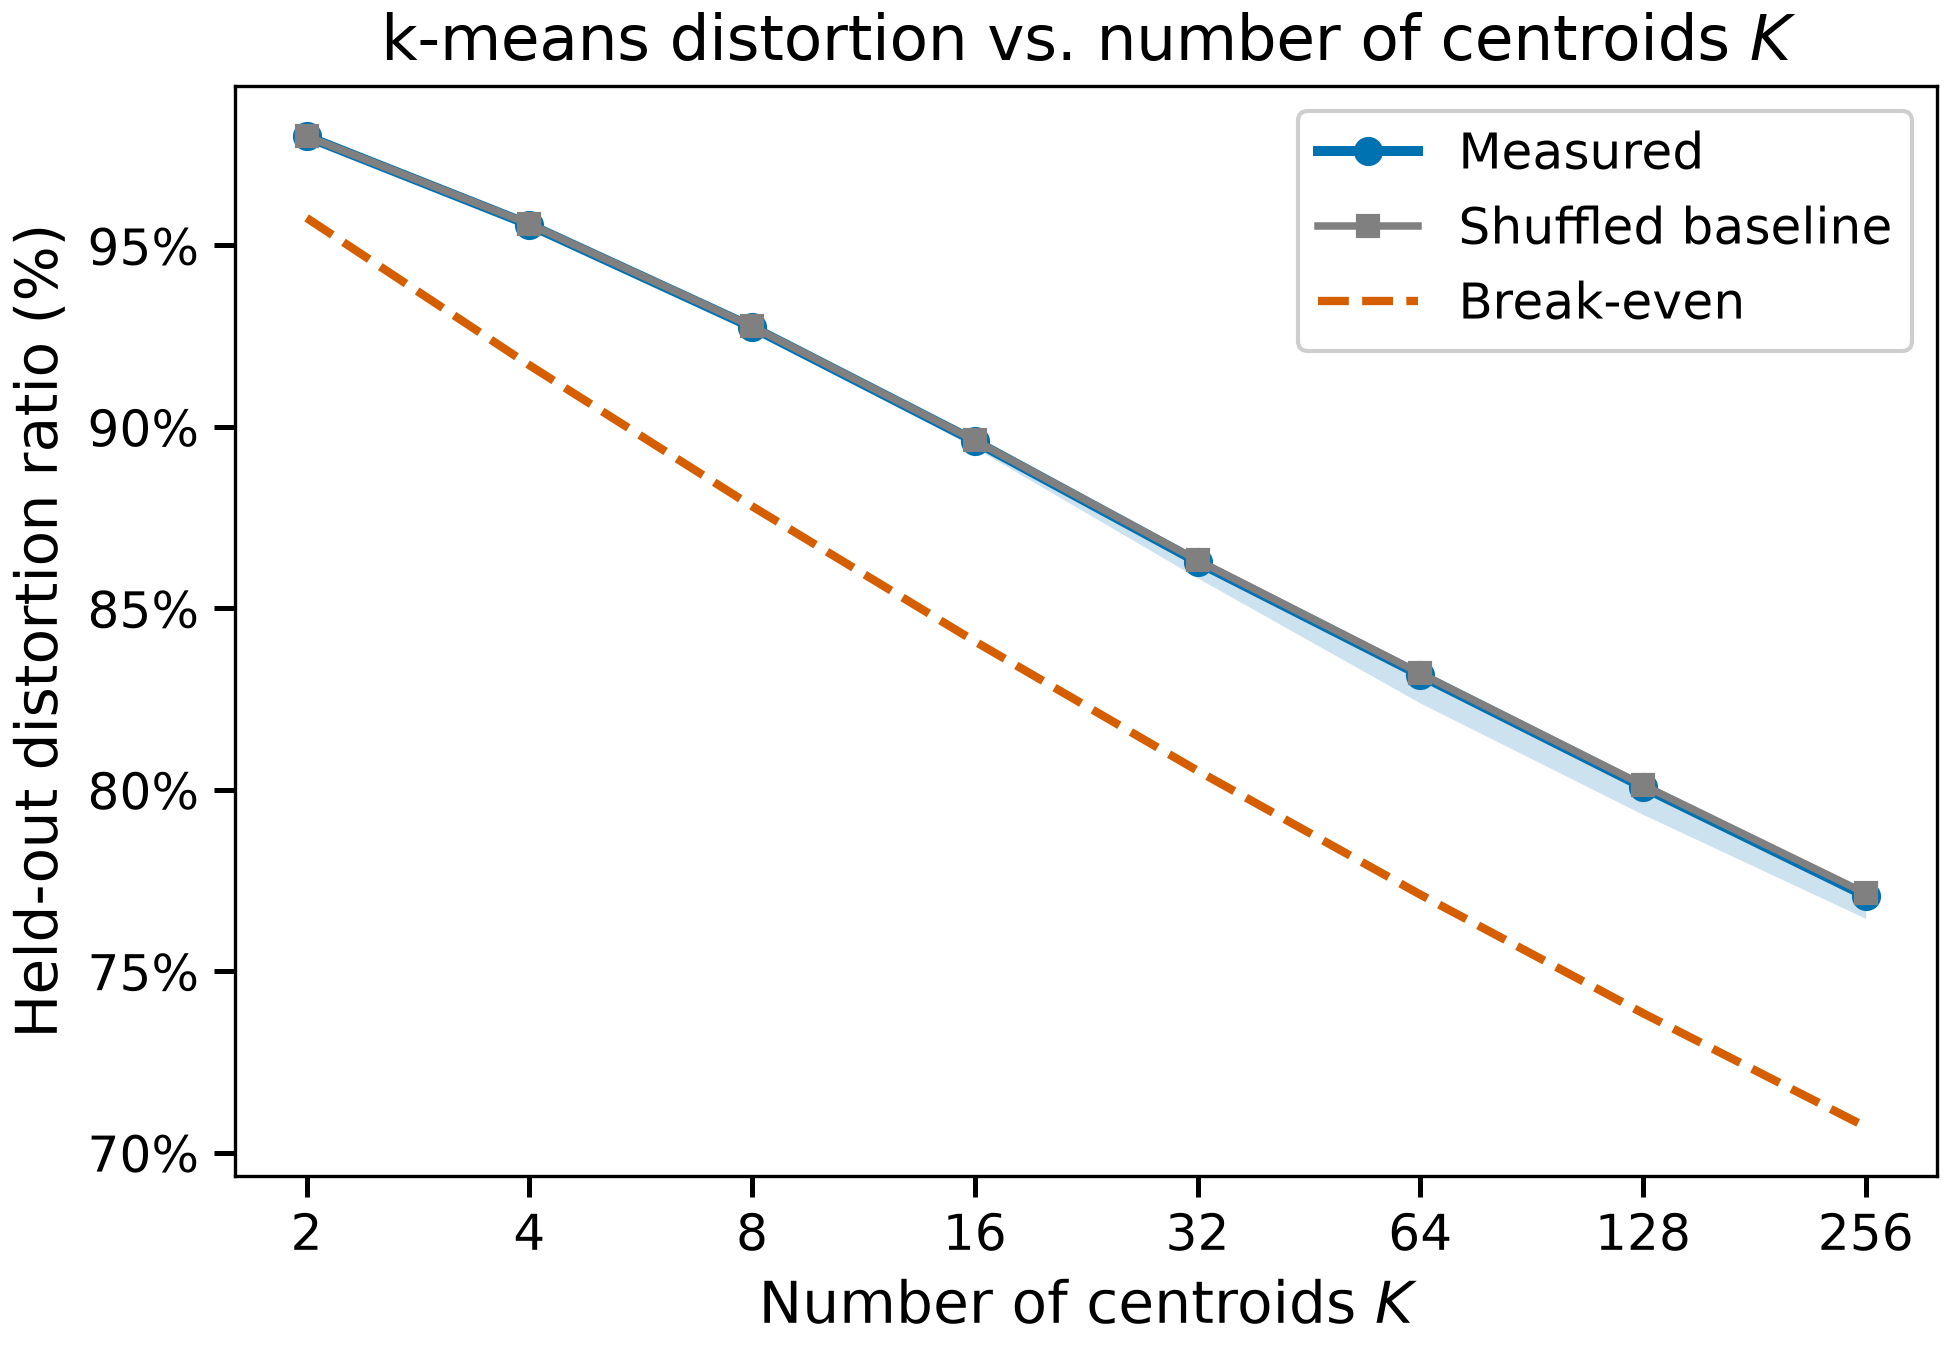 k-means distortion vs. number of centroids K
Held-out distortion ratio (%)
95%
90%
85%
80%
75%
70%
Measured
Shuffled baseline
Break-even
2 4 8 16 32 64 128 256
Number of centroids K